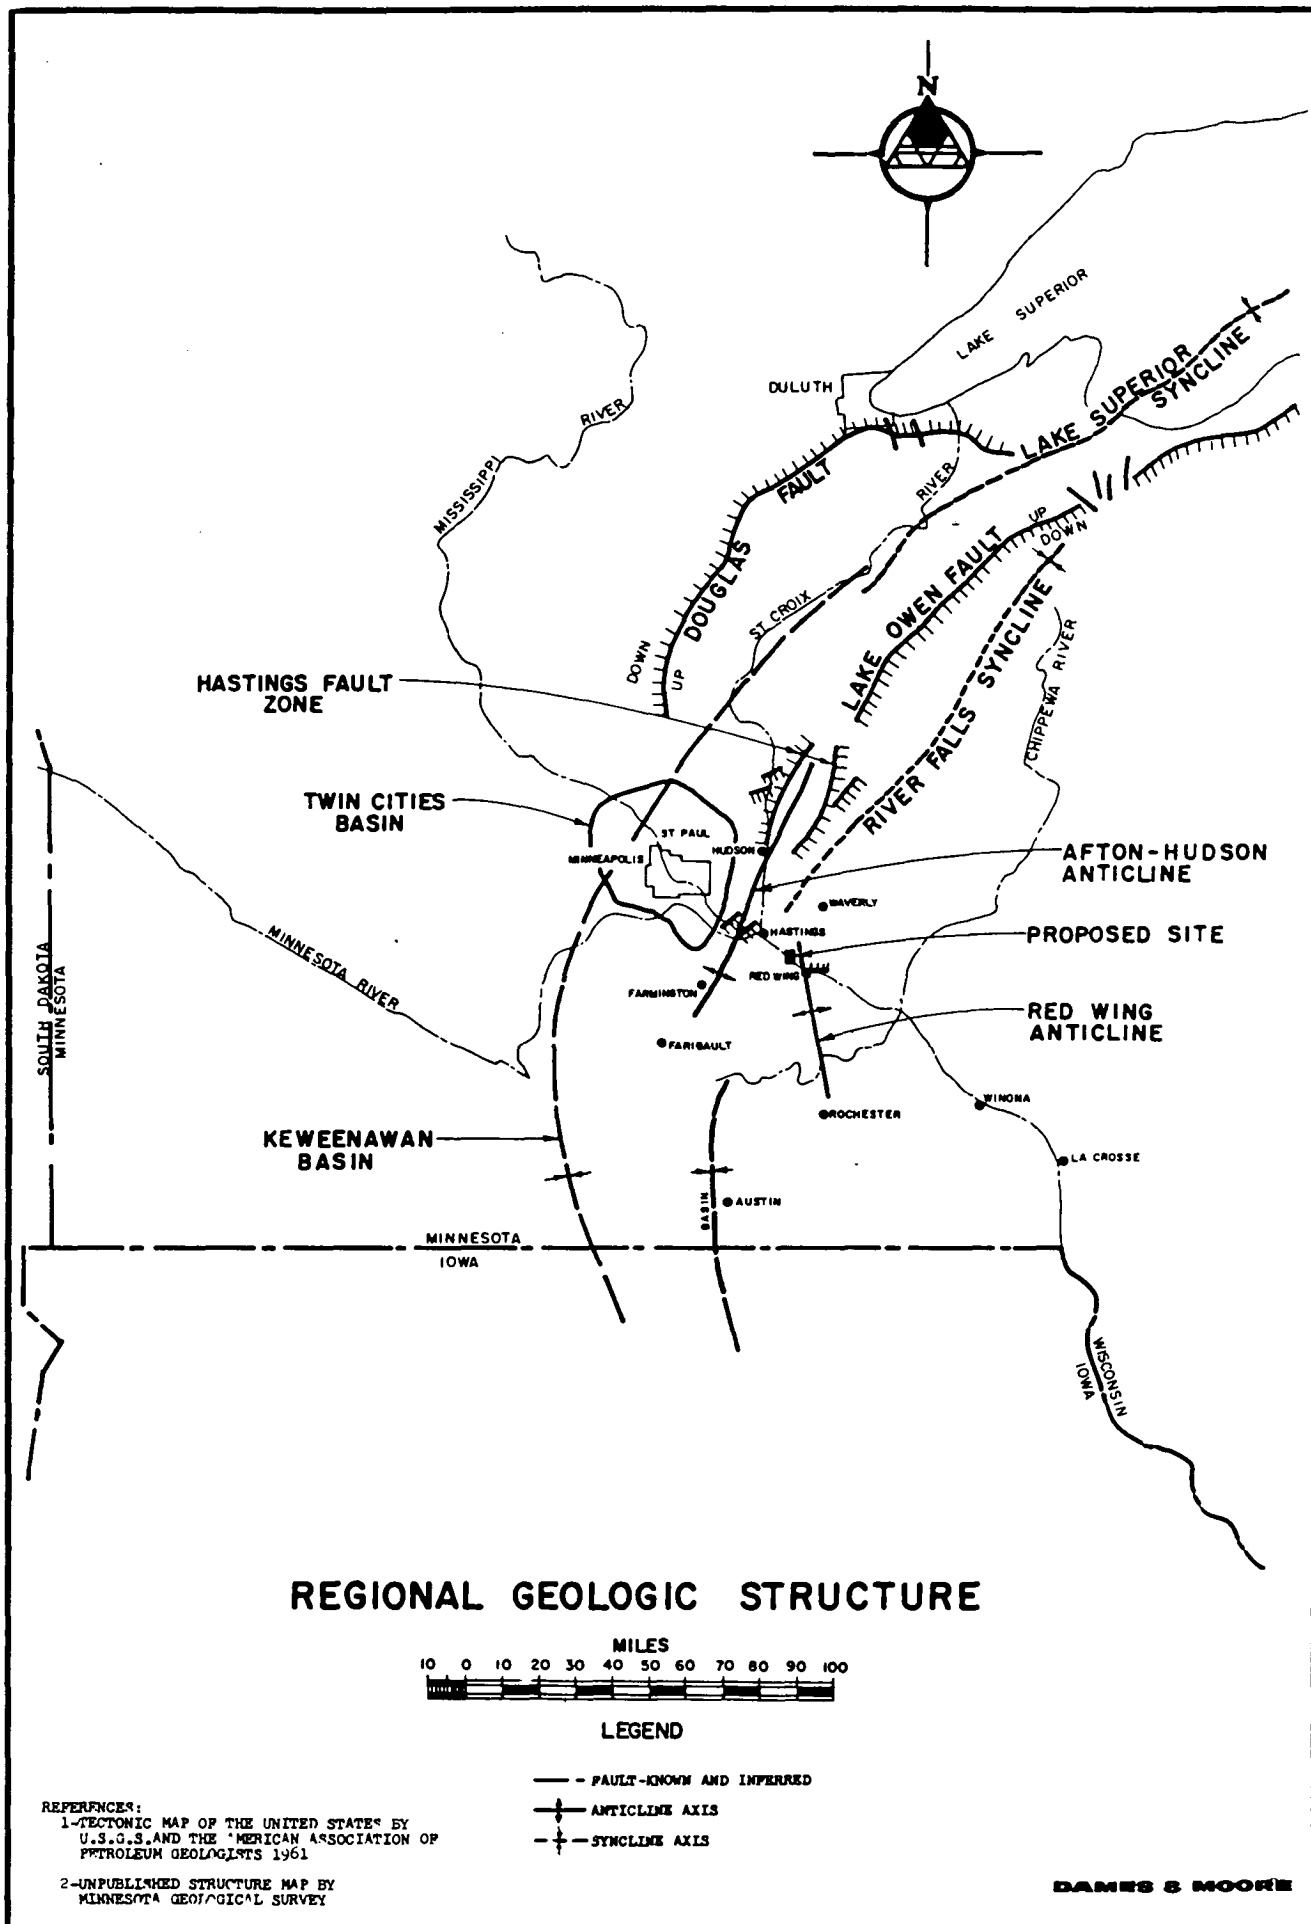 N
LAKE SUPERIOR
DULUTH
LAKE SUPERIOR
SYNCLINE
RIVER
MISSISSIPPI
FAULT
DOUGLAS
RIVER
ST CROIX
UP
DOWN
LAKE OWEN FAULT
RIVER FALLS SYNCLINE
CHIPPEWA RIVER
DOWN
UP
HASTINGS FAULT
ZONE
TWIN CITIES
BASIN
ST PAUL
MINNEAPOLIS
HUDSON
AFTON-HUDSON
ANTICLINE
WAVERLY
HASTINGS
PROPOSED SITE
RED WING
FARMINGTON
MINNESOTA RIVER
SOUTH DAKOTA
MINNESOTA
RED WING
ANTICLINE
FARIBAULT
WINONA
ROCHESTER
KEWEENAWAN
BASIN
LA CROSSE
BASIN
AUSTIN
MINNESOTA
IOWA
WISCONSIN
IOWA
REGIONAL GEOLOGIC STRUCTURE
MILES
10 0 10 20 30 40 50 60 70 80 90 100
LEGEND
FAULT-KNOWN AND INFERRED
ANTICLINE AXIS
SYNCLINE AXIS
REFERENCES:
1-TECTONIC MAP OF THE UNITED STATES BY
U.S.G.S. AND THE AMERICAN ASSOCIATION OF
PETROLEUM GEOLOGISTS 1961
2-UNPUBLISHED STRUCTURE MAP BY
MINNESOTA GEOLOGICAL SURVEY
DAMES & MOORE